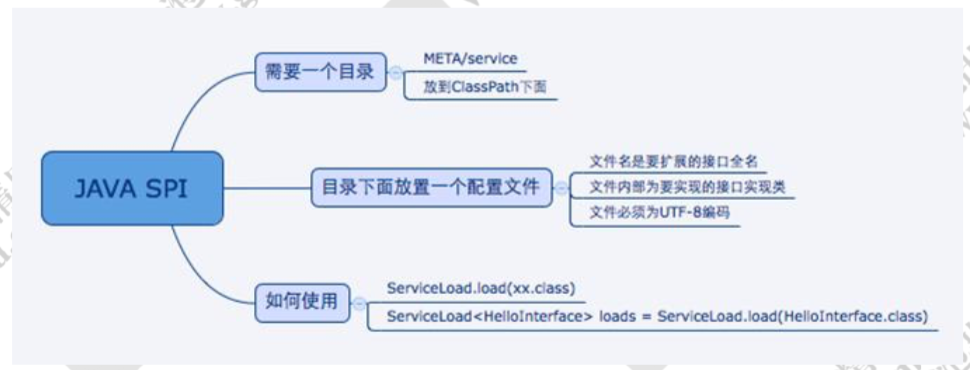 JAVA SPI
需要一个目录
META/service
放到ClassPath下面
目录下面放置一个配置文件
文件名是要扩展的接口全名
文件内部为要实现的接口实现类
文件必须为UTF-8编码
如何使用
ServiceLoad.load(xx.class)
ServiceLoad<HelloInterface> loads = ServiceLoad.load(HelloInterface.class)